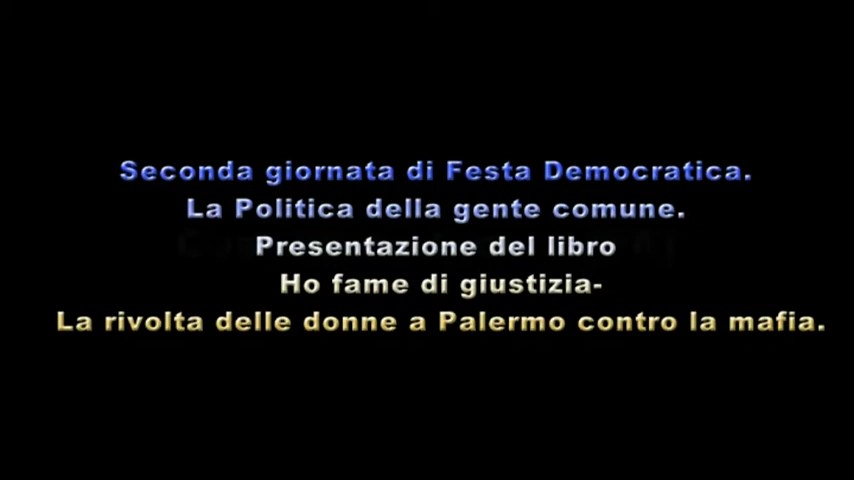 Seconda giornata di Festa Democratica.
La Politica della gente comune.
Presentazione del libro
Ho fame di giustizia-
La rivolta delle donne a Palermo contro la mafia.